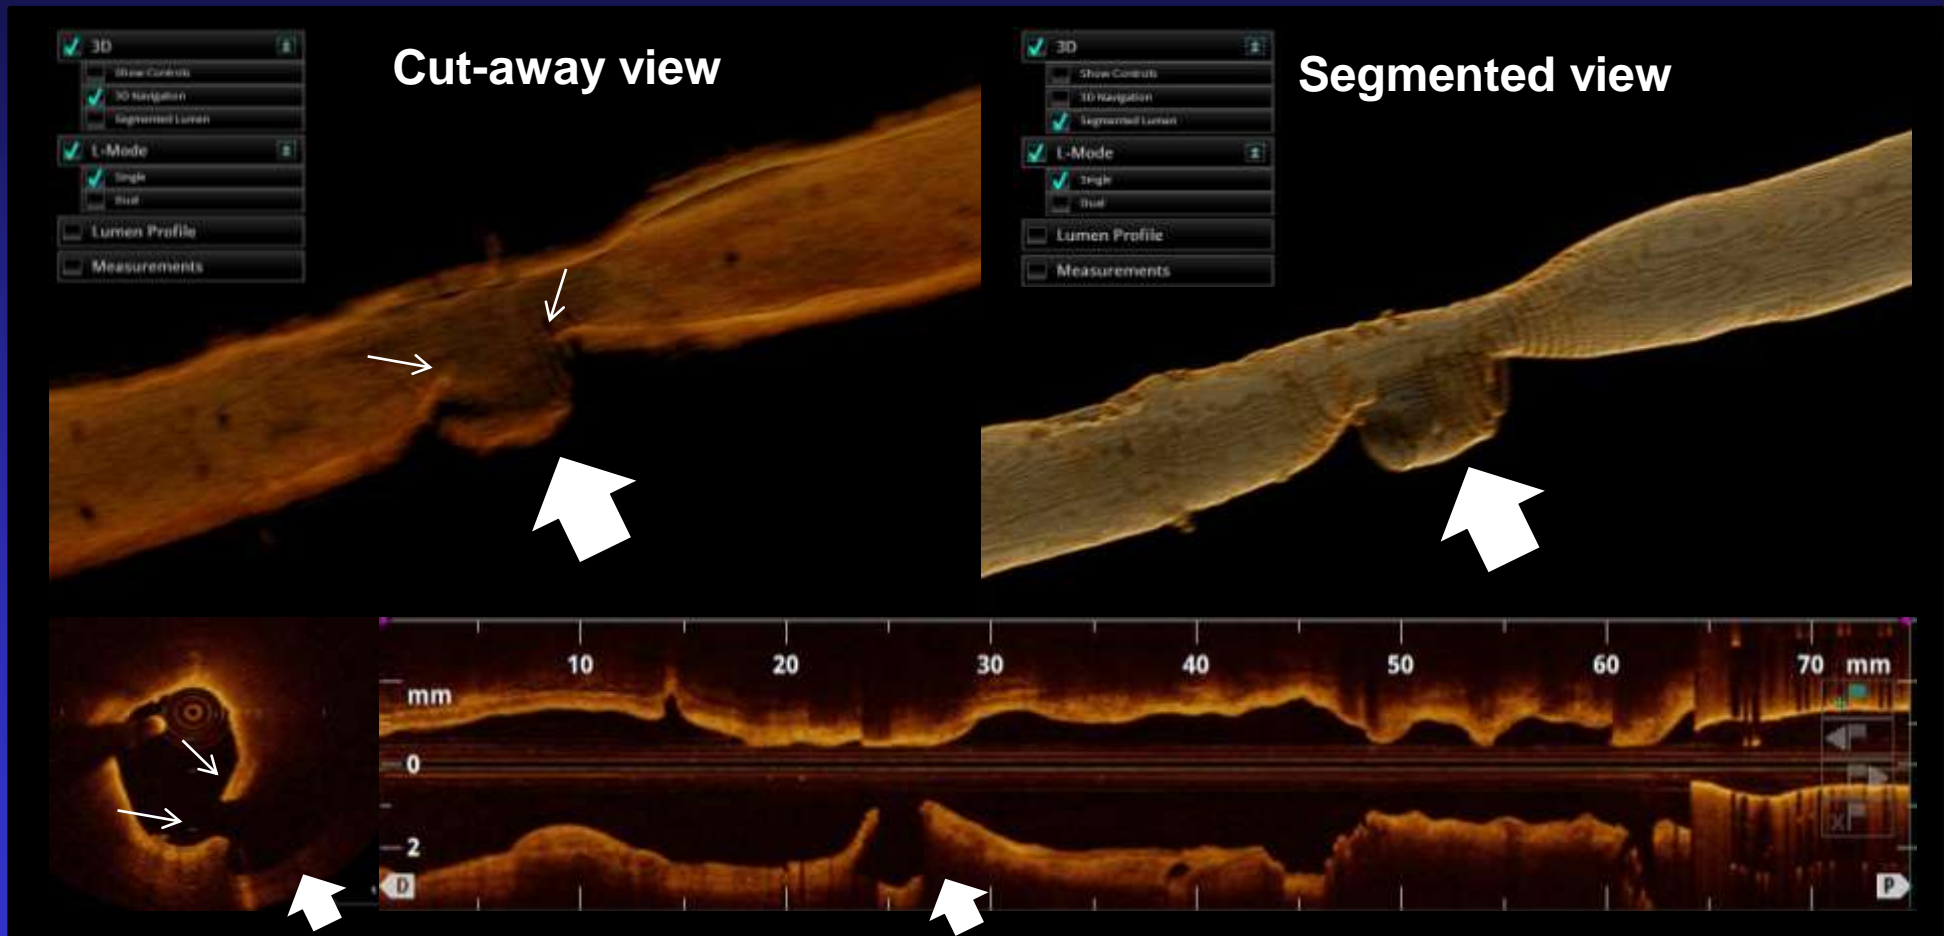 Cut-away view
3D
Show Controls
3D Navigation
Segmented Lumen
L-Mode
Single
Dual
Lumen Profile
Measurements
Segmented view
3D
Show Controls
3D Navigation
Segmented Lumen
L-Mode
Single
Dual
Lumen Profile
Measurements
10 20 30 40 50 60 70 mm
mm
0
2
D
P
X